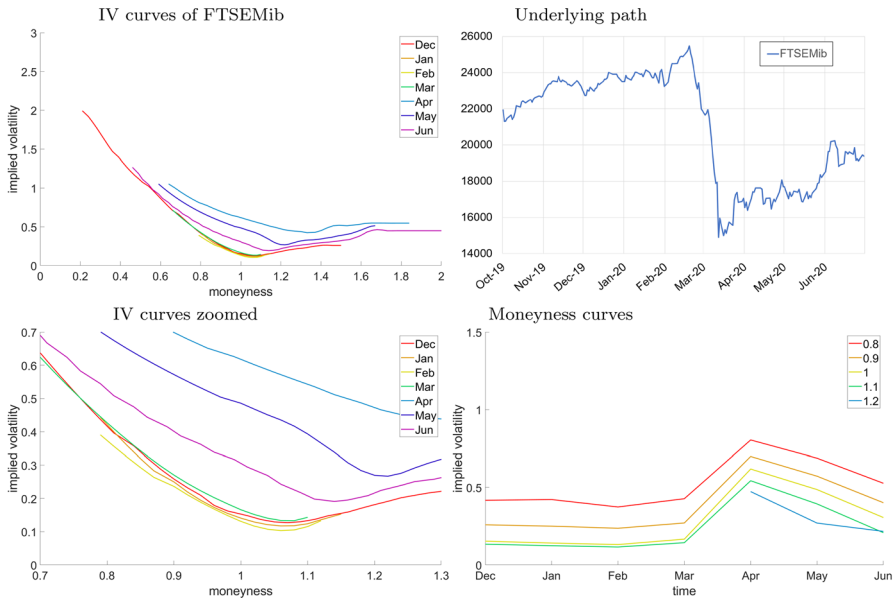 IV curves of FTSEMib
Underlying path
implied volatility
3
2.5
2
1.5
1
0.5
0
0 0.2 0.4 0.6 0.8 1 1.2 1.4 1.6 1.8 2
moneyness
Dec
Jan
Feb
Mar
Apr
May
Jun
26000
24000
22000
20000
18000
16000
14000
FTSEMib
Oct-19 Nov-19 Dec-19 Jan-20 Feb-20 Mar-20 Apr-20 May-20 Jun-20
IV curves zoomed
Moneyness curves
implied volatility
0.7
0.6
0.5
0.4
0.3
0.2
0.1
0
0.7 0.8 0.9 1 1.1 1.2 1.3
moneyness
Dec
Jan
Feb
Mar
Apr
May
Jun
implied volatility
1.5
1
0.5
0
Dec Jan Feb Mar Apr May Jun
time
0.8
0.9
1
1.1
1.2